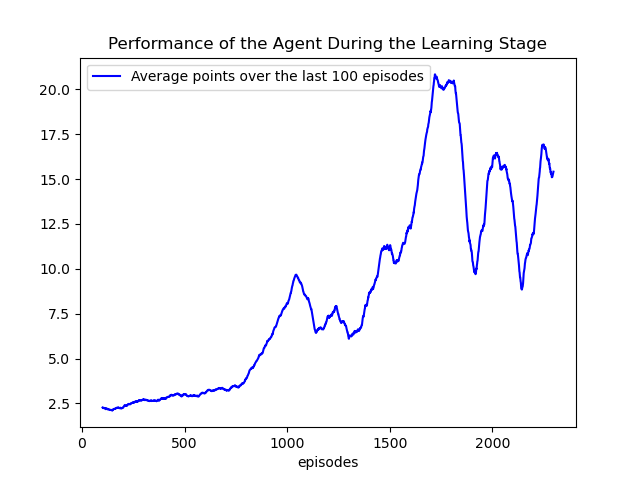 Performance of the Agent During the Learning Stage
Average points over the last 100 episodes
20.0
17.5
15.0
12.5
10.0
7.5
5.0
2.5
0 500 1000 1500 2000
episodes